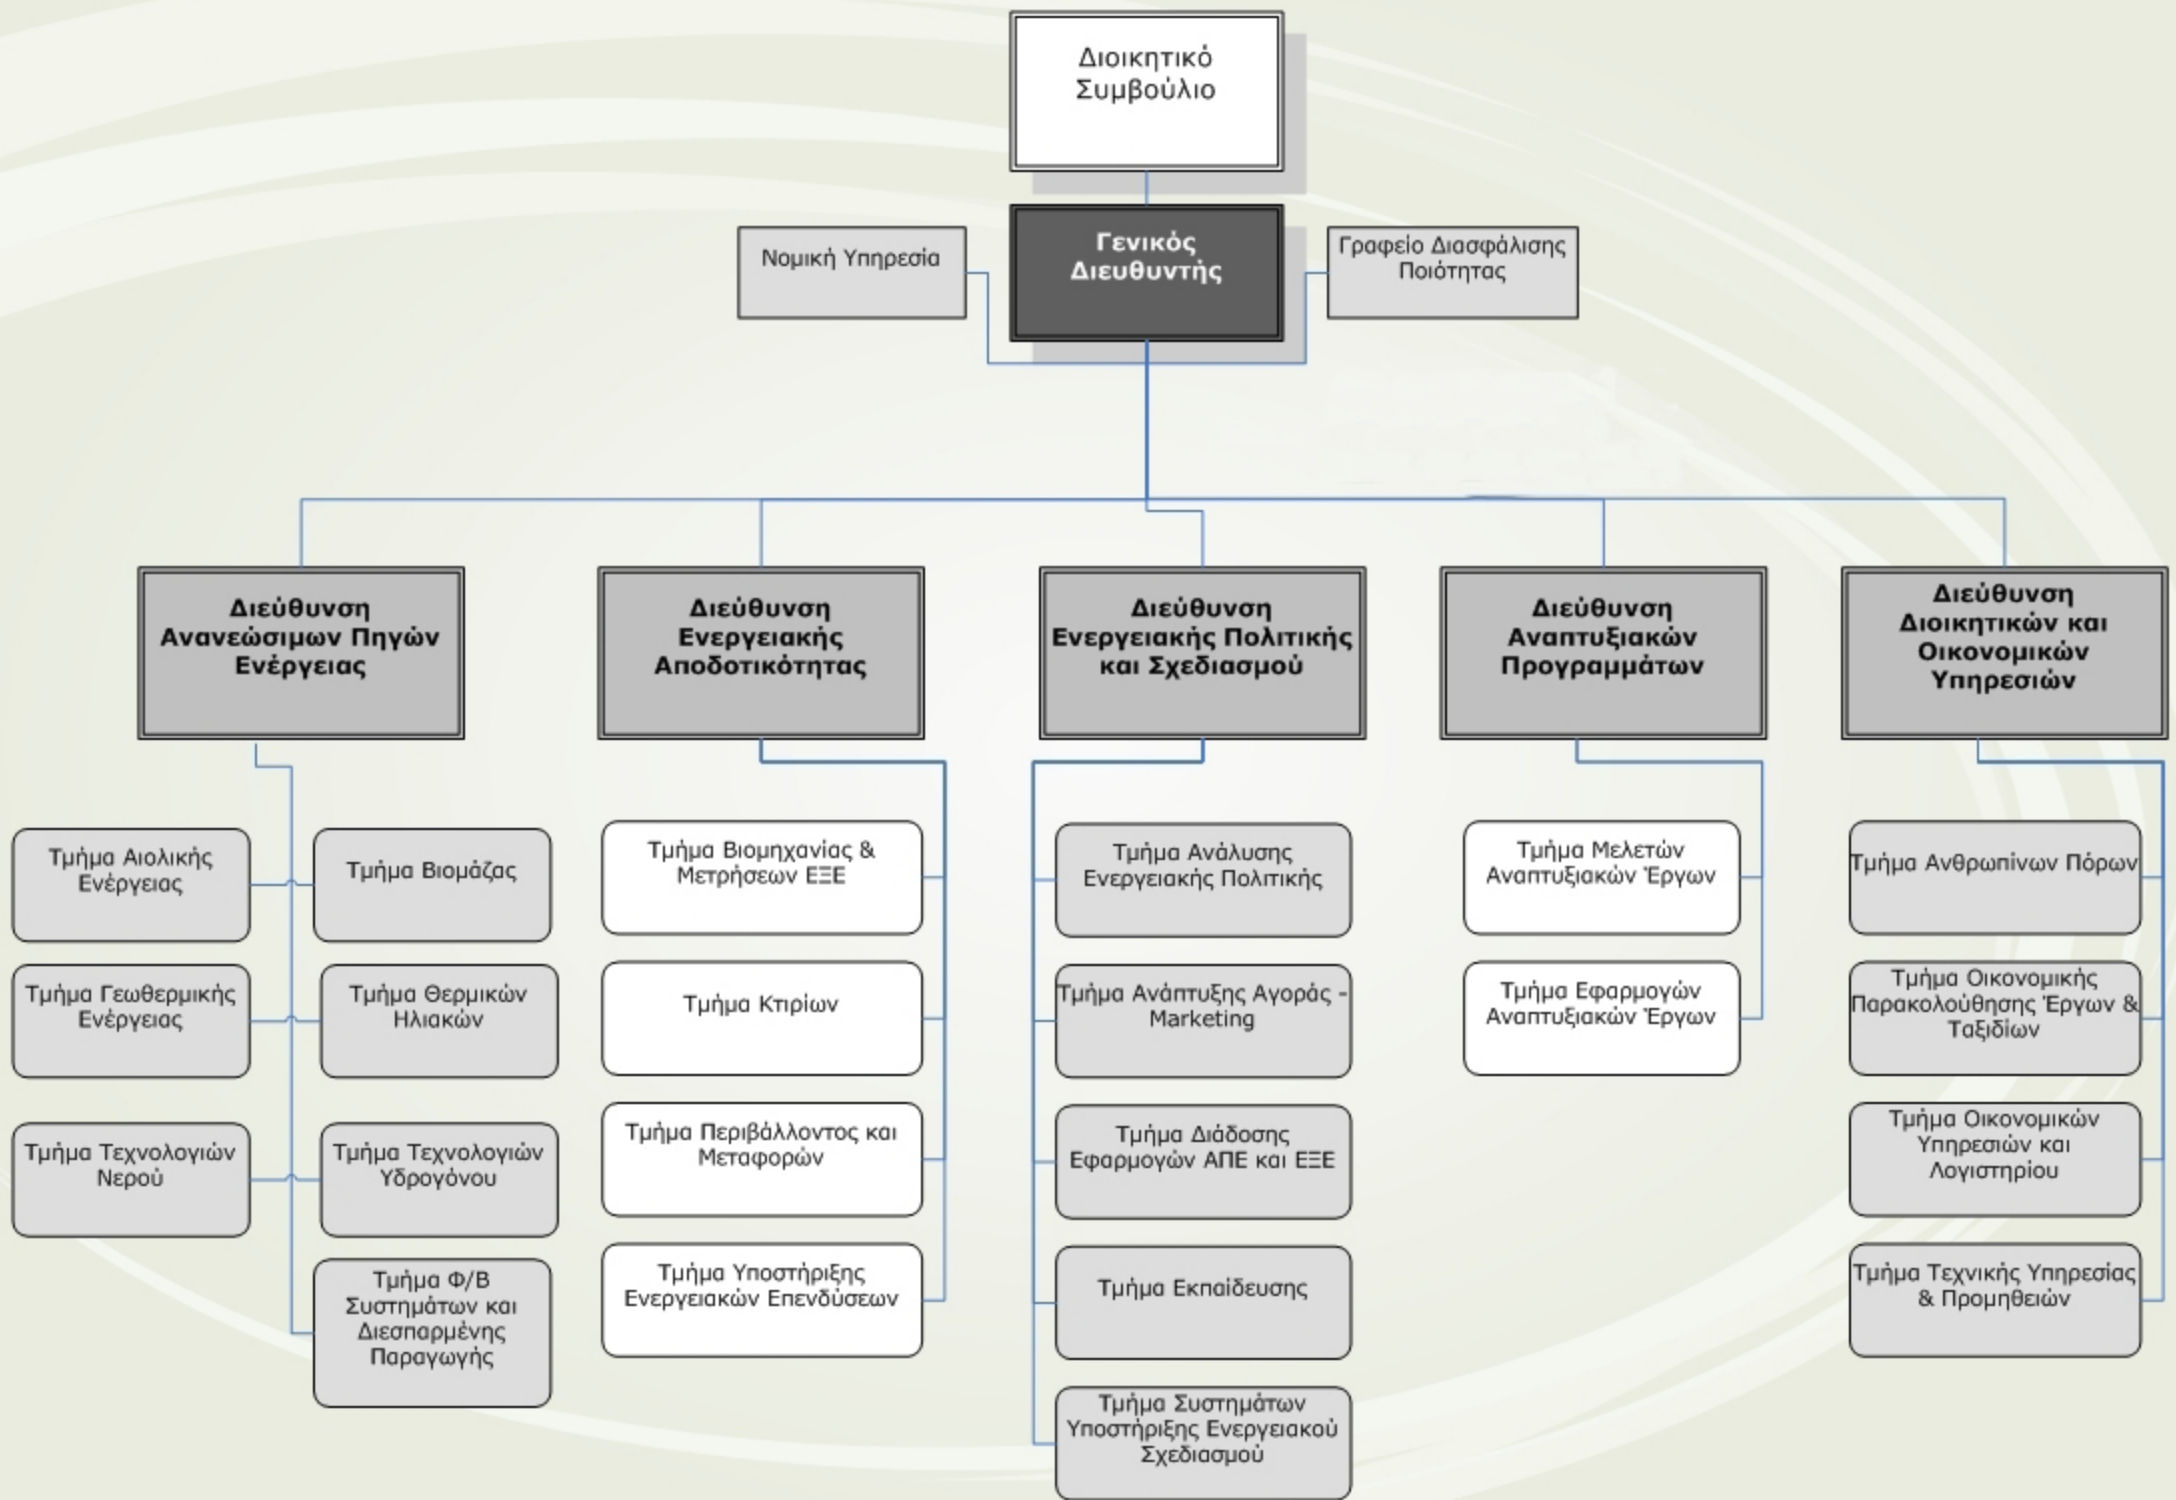 Διοικητικό
Συμβούλιο
Νομική Υπηρεσία
Γενικός
Διευθυντής
Γραφείο Διασφάλισης
Ποιότητας
Διεύθυνση
Ανανεώσιμων Πηγών
Ενέργειας
Διεύθυνση
Ενεργειακής
Αποδοτικότητας
Διεύθυνση
Ενεργειακής Πολιτικής
και Σχεδιασμού
Διεύθυνση
Αναπτυξιακών
Προγραμμάτων
Διεύθυνση
Διοικητικών και
Οικονομικών
Υπηρεσιών
Τμήμα Αιολικής
Ενέργειας
Τμήμα Βιομάζας
Τμήμα Γεωθερμικής
Ενέργειας
Τμήμα Θερμικών
Ηλιακών
Τμήμα Τεχνολογιών
Νερού
Τμήμα Τεχνολογιών
Υδρογόνου
Τμήμα Φ/Β
Συστημάτων και
Διεσπαρμένης
Παραγωγής
Τμήμα Βιομηχανίας &
Μετρήσεων ΕΞΕ
Τμήμα Κτιρίων
Τμήμα Περιβάλλοντος και
Μεταφορών
Τμήμα Υποστήριξης
Ενεργειακών Επενδύσεων
Τμήμα Ανάλυσης
Ενεργειακής Πολιτικής
Τμήμα Ανάπτυξης Αγοράς -
Marketing
Τμήμα Διάδοσης
Εφαρμογών ΑΠΕ και ΕΞΕ
Τμήμα Εκπαίδευσης
Τμήμα Συστημάτων
Υποστήριξης Ενεργειακού
Σχεδιασμού
Τμήμα Μελετών
Αναπτυξιακών Έργων
Τμήμα Εφαρμογών
Αναπτυξιακών Έργων
Τμήμα Ανθρωπίνων Πόρων
Τμήμα Οικονομικής
Παρακολούθησης Έργων &
Ταξιδίων
Τμήμα Οικονομικών
Υπηρεσιών και
Λογιστηρίου
Τμήμα Τεχνικής Υπηρεσίας
& Προμηθειών